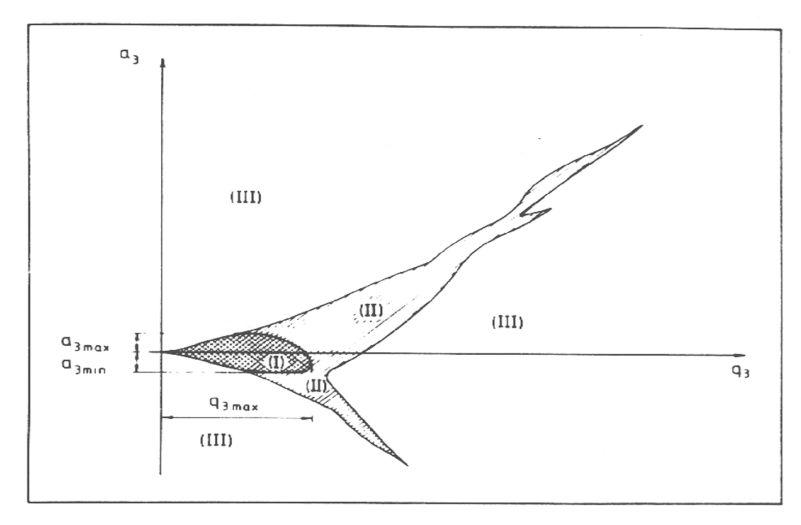 a₃
(III)
(II)
(III)
a₃max
(I)
a₃min
(II)
q₃
q₃max
(III)